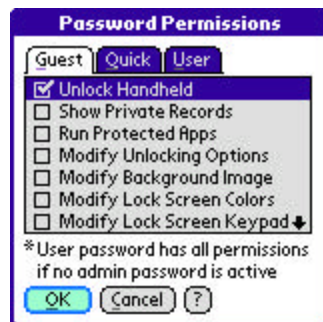 Password Permissions
Guest Quick User
Unlock Handheld
Show Private Records
Run Protected Apps
Modify Unlocking Options
Modify Background Image
Modify Lock Screen Colors
Modify Lock Screen Keypad
*User password has all permissions
if no admin password is active
OK Cancel ?